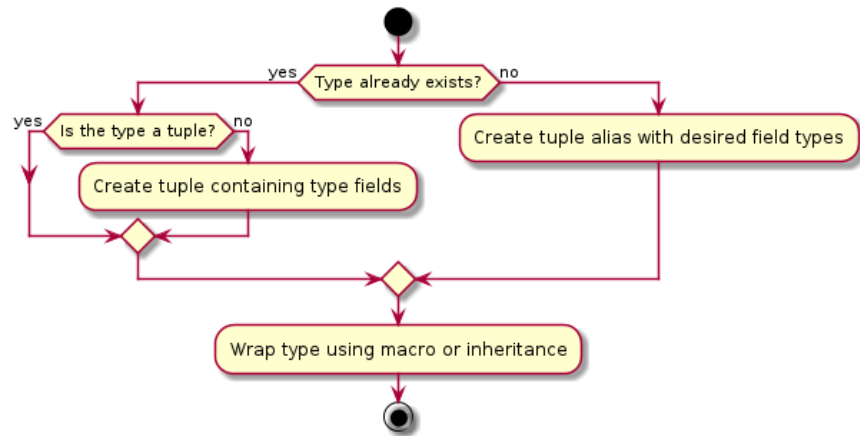 yes
Type already exists?
no
yes
Is the type a tuple?
no
Create tuple alias with desired field types
Create tuple containing type fields
Wrap type using macro or inheritance